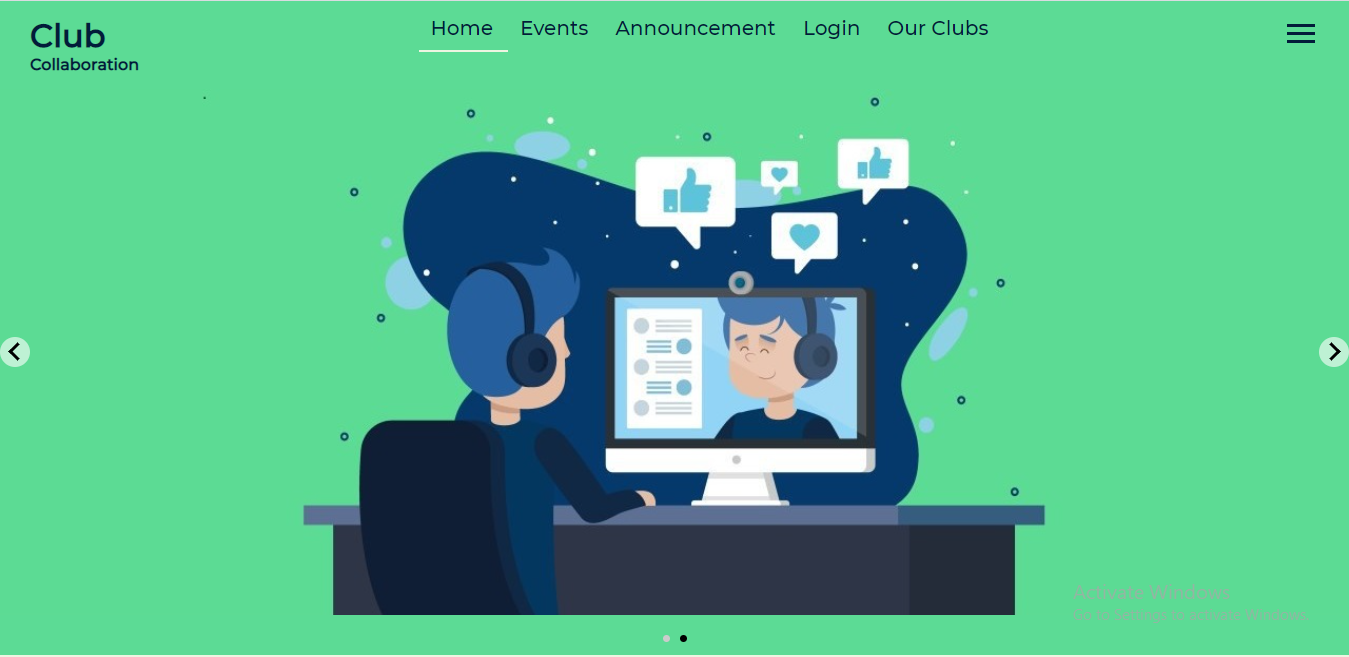 Club
Collaboration
Home Events Announcement Login Our Clubs
Activate Windows
Go to Settings to activate Windows.